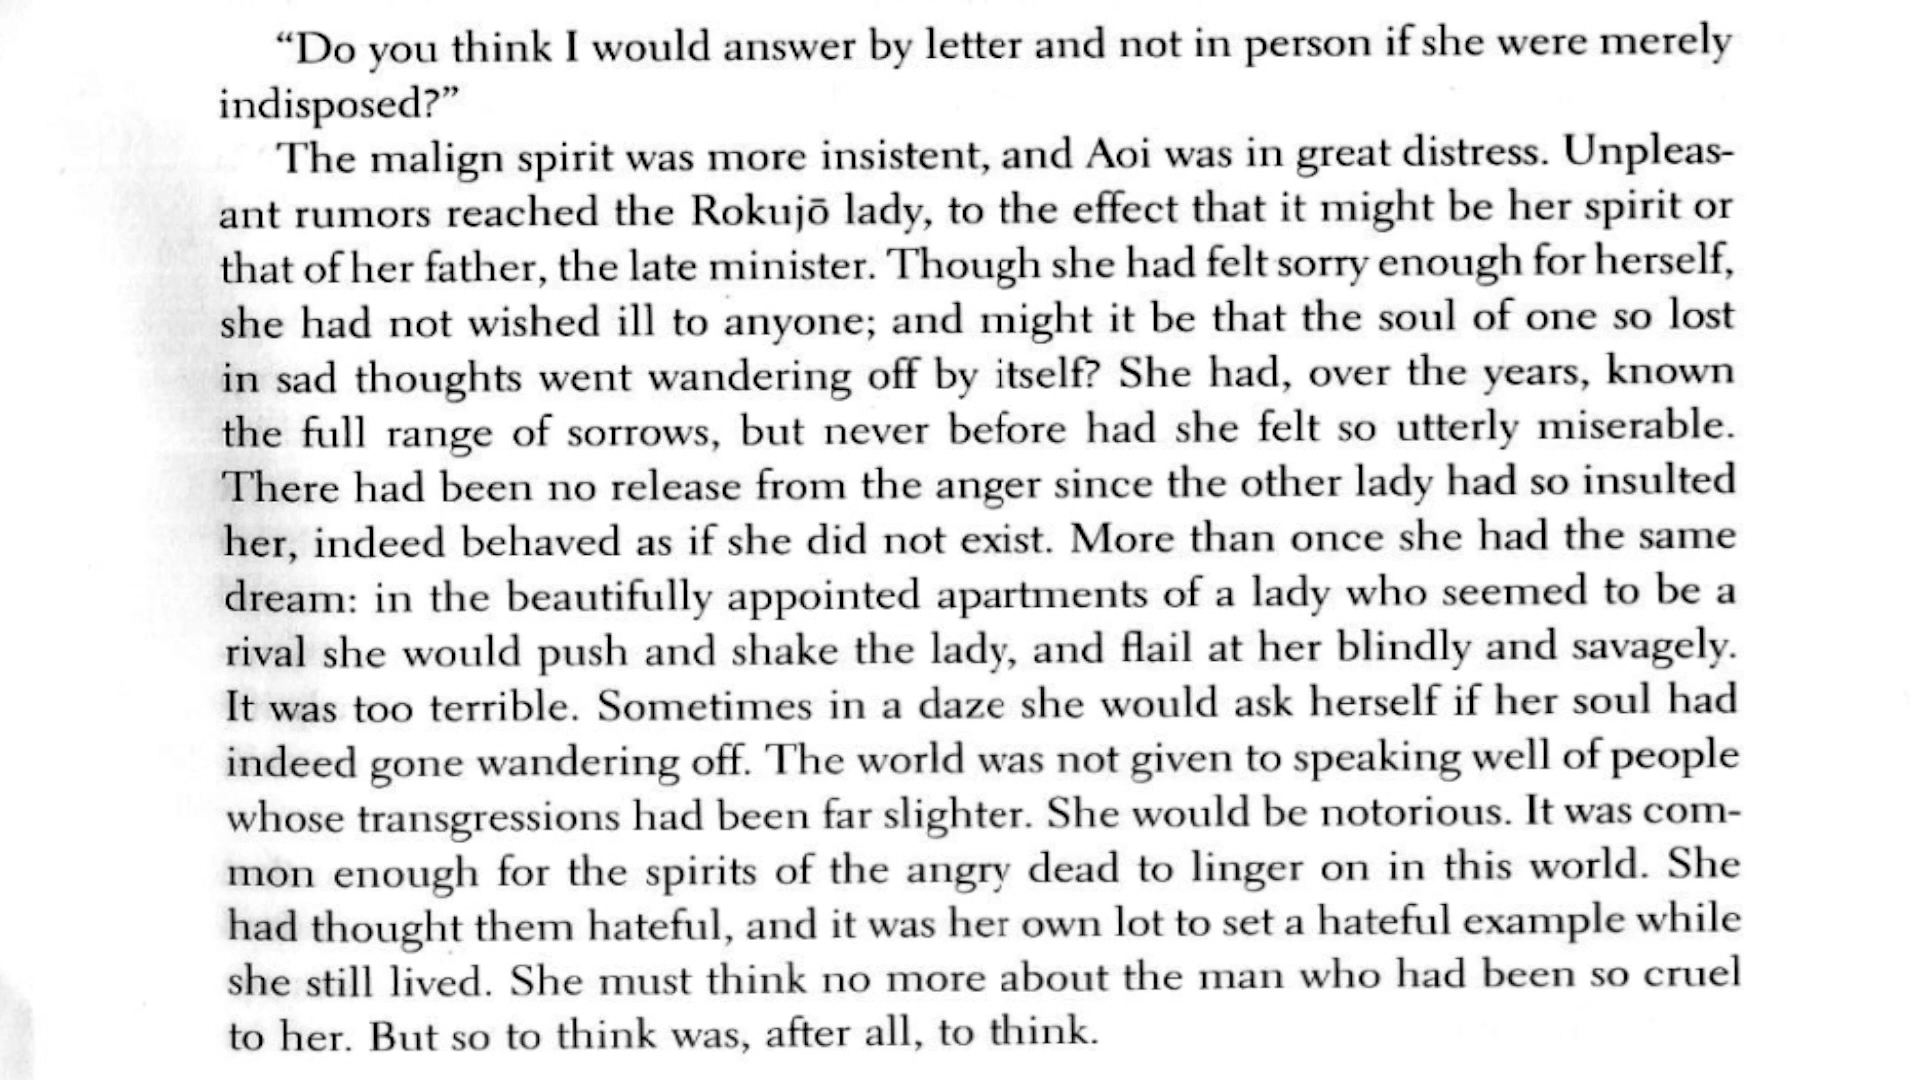 “Do you think I would answer by letter and not in person if she were merely
indisposed?”
The malign spirit was more insistent, and Aoi was in great distress. Unpleas-
ant rumors reached the Rokujō lady, to the effect that it might be her spirit or
that of her father, the late minister. Though she had felt sorry enough for herself,
she had not wished ill to anyone; and might it be that the soul of one so lost
in sad thoughts went wandering off by itself? She had, over the years, known
the full range of sorrows, but never before had she felt so utterly miserable.
There had been no release from the anger since the other lady had so insulted
her, indeed behaved as if she did not exist. More than once she had the same
dream: in the beautifully appointed apartments of a lady who seemed to be a
rival she would push and shake the lady, and flail at her blindly and savagely.
It was too terrible. Sometimes in a daze she would ask herself if her soul had
indeed gone wandering off. The world was not given to speaking well of people
whose transgressions had been far slighter. She would be notorious. It was com-
mon enough for the spirits of the angry dead to linger on in this world. She
had thought them hateful, and it was her own lot to set a hateful example while
she still lived. She must think no more about the man who had been so cruel
to her. But so to think was, after all, to think.